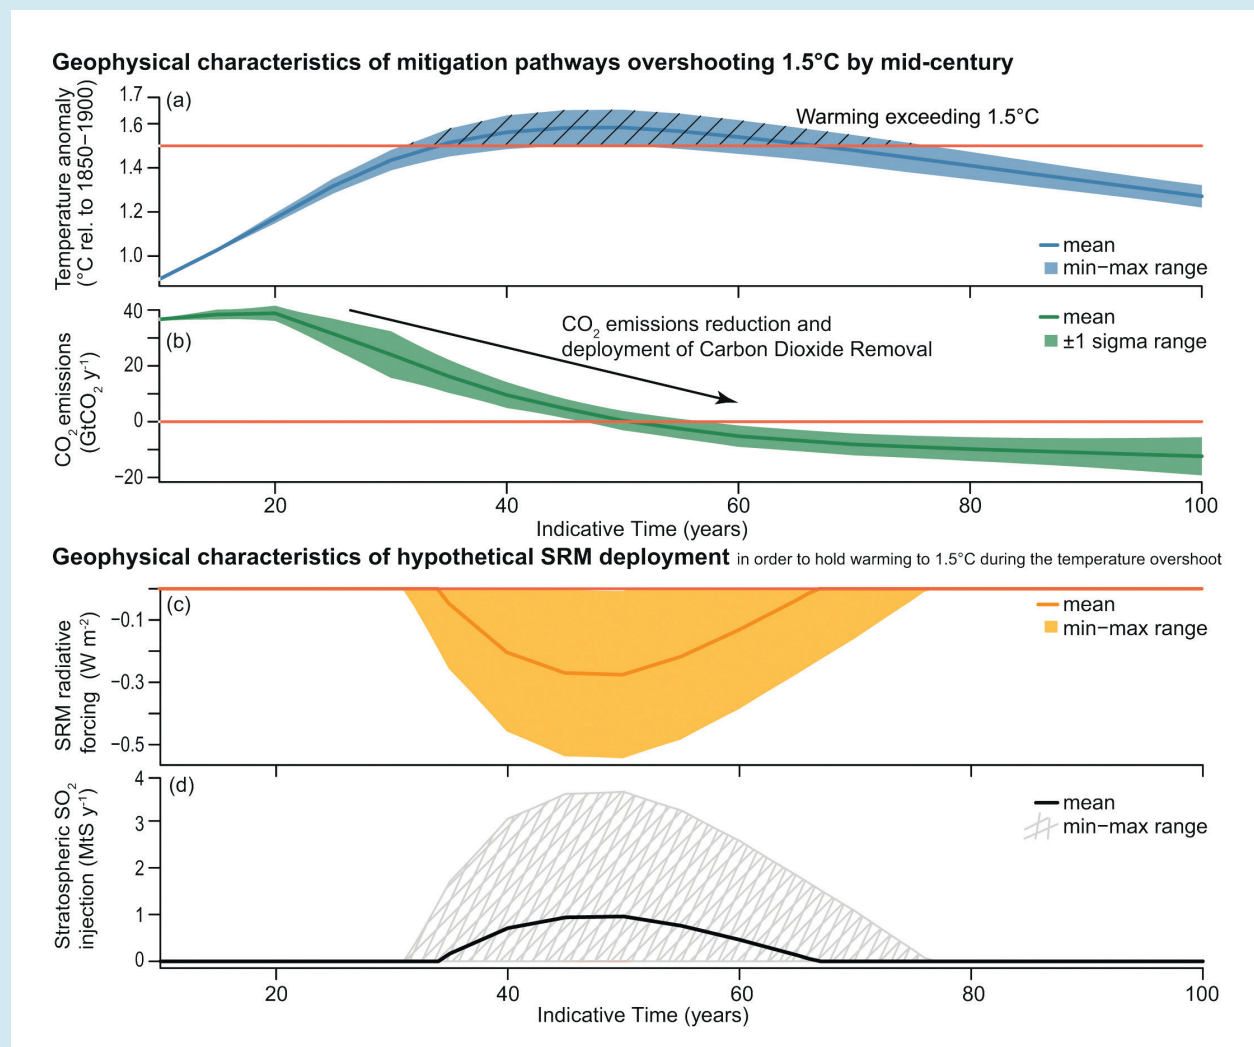 Geophysical characteristics of mitigation pathways overshooting 1.5°C by mid-century
Temperature anomaly
(°C rel. to 1850−1900)
1.7
1.6
1.4
1.2
1.0
(a)
Warming exceeding 1.5°C
mean
min−max range
CO₂ emissions
(GtCO₂ y⁻¹)
40
20
0
−20
(b)
CO₂ emissions reduction and
deployment of Carbon Dioxide Removal
mean
±1 sigma range
20 40 60 80 100
Indicative Time (years)
Geophysical characteristics of hypothetical SRM deployment in order to hold warming to 1.5°C during the temperature overshoot
SRM radiative
forcing (W m⁻²)
−0.1
−0.3
−0.5
(c)
mean
min−max range
Stratospheric SO₂
injection (MtS y⁻¹)
4
3
2
1
0
(d)
mean
min−max range
20 40 60 80 100
Indicative Time (years)